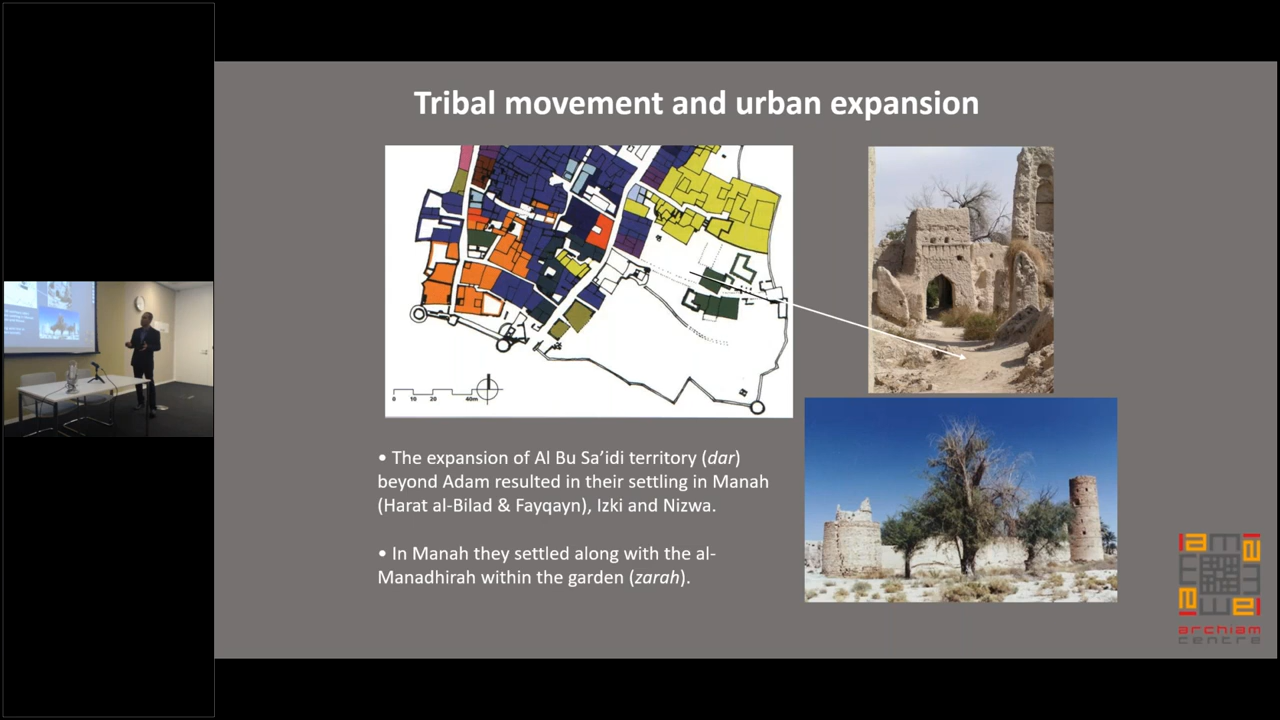 Tribal movement and urban expansion
0 10 20 40m
• The expansion of Al Bu Sa’idi territory (dar)
beyond Adam resulted in their settling in Manah
(Harat al-Bilad & Fayqayn), Izki and Nizwa.
• In Manah they settled along with the al-
Manadhirah within the garden (zarah).
archiam
centre